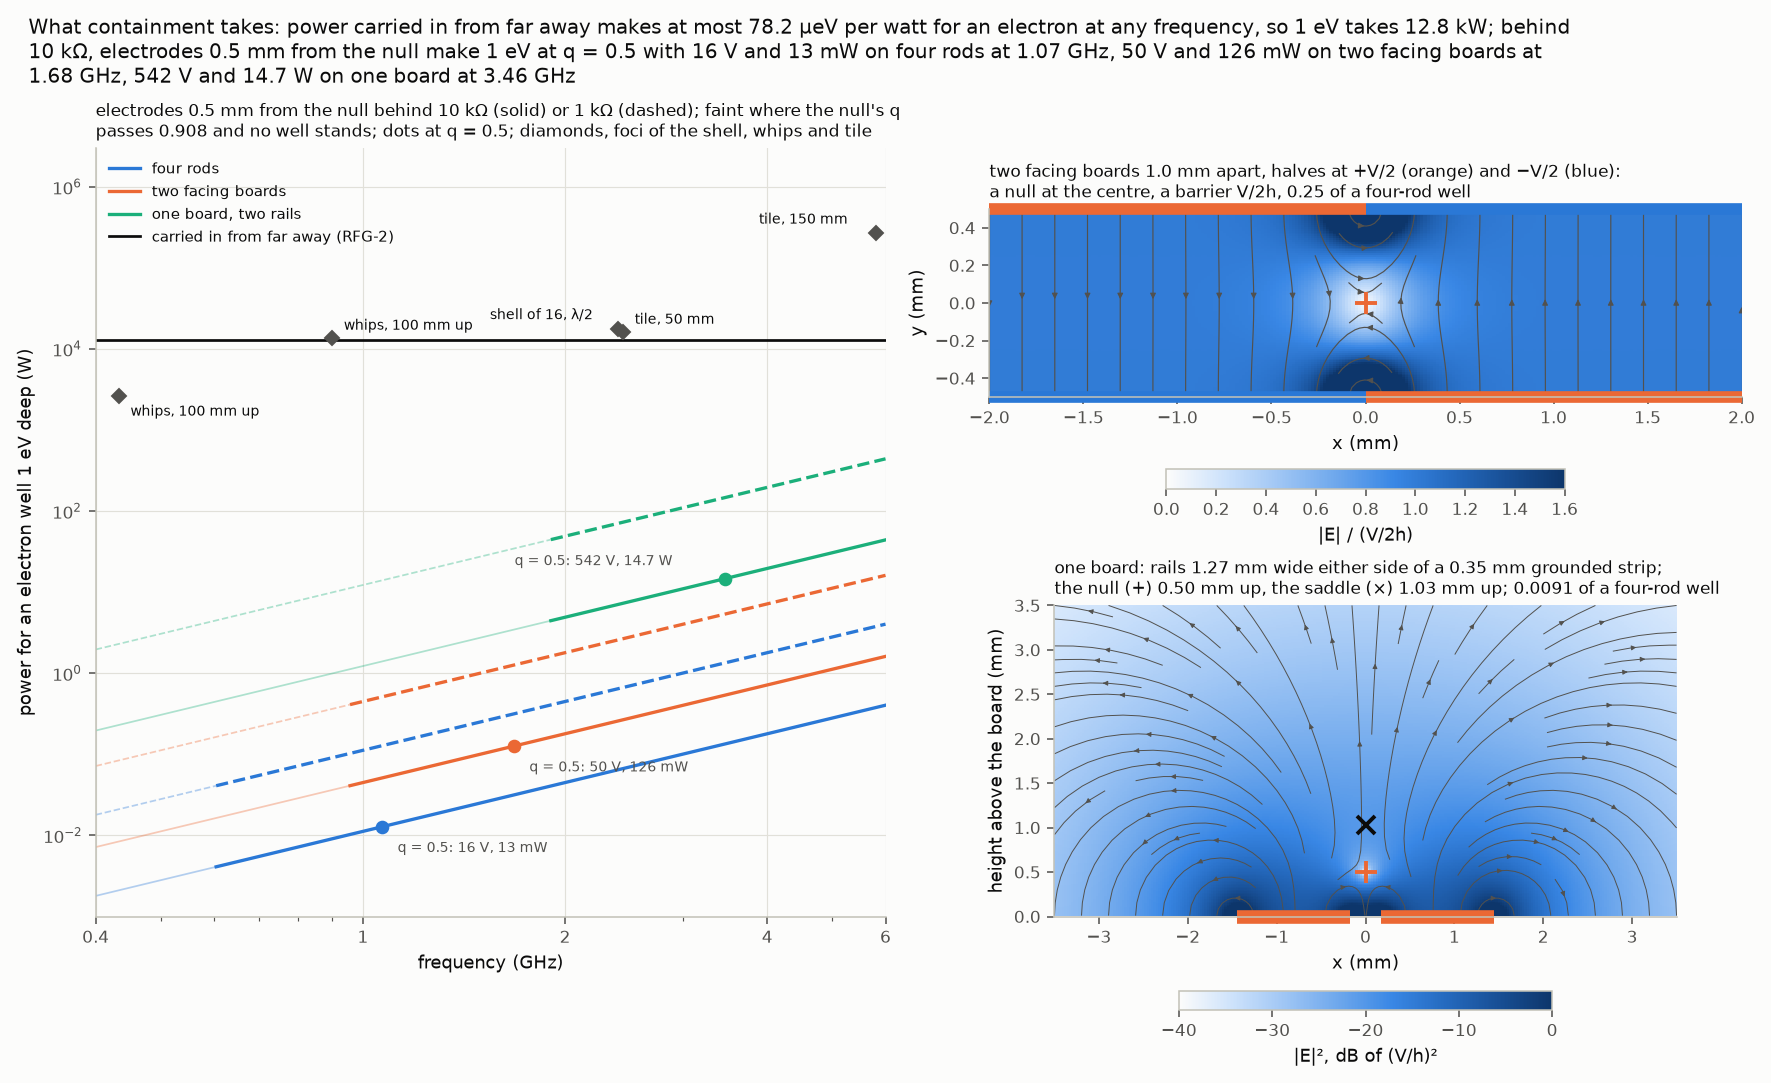 What containment takes: power carried in from far away makes at most 78.2 µeV per watt for an electron at any frequency, so 1 eV takes 12.8 kW; behind
10 kΩ, electrodes 0.5 mm from the null make 1 eV at q = 0.5 with 16 V and 13 mW on four rods at 1.07 GHz, 50 V and 126 mW on two facing boards at
1.68 GHz, 542 V and 14.7 W on one board at 3.46 GHz
electrodes 0.5 mm from the null behind 10 kΩ (solid) or 1 kΩ (dashed); faint where the null's q
passes 0.908 and no well stands; dots at q = 0.5; diamonds, foci of the shell, whips and tile
four rods
two facing boards
one board, two rails
carried in from far away (RFG-2)
tile, 150 mm
whips, 100 mm up
shell of 16, λ/2
tile, 50 mm
whips, 100 mm up
q = 0.5: 542 V, 14.7 W
q = 0.5: 50 V, 126 mW
q = 0.5: 16 V, 13 mW
power for an electron well 1 eV deep (W)
10⁶
10⁴
10²
10⁰
10⁻²
0.4
1
2
4
6
frequency (GHz)
two facing boards 1.0 mm apart, halves at +V/2 (orange) and −V/2 (blue):
a null at the centre, a barrier V/2h, 0.25 of a four-rod well
y (mm)
0.4
0.2
0.0
−0.2
−0.4
−2.0 −1.5 −1.0 −0.5 0.0 0.5 1.0 1.5 2.0
x (mm)
0.0 0.2 0.4 0.6 0.8 1.0 1.2 1.4 1.6
|E| / (V/2h)
one board: rails 1.27 mm wide either side of a 0.35 mm grounded strip;
the null (+) 0.50 mm up, the saddle (×) 1.03 mm up; 0.0091 of a four-rod well
height above the board (mm)
3.5
3.0
2.5
2.0
1.5
1.0
0.5
0.0
−3 −2 −1 0 1 2 3
x (mm)
−40 −30 −20 −10 0
|E|², dB of (V/h)²